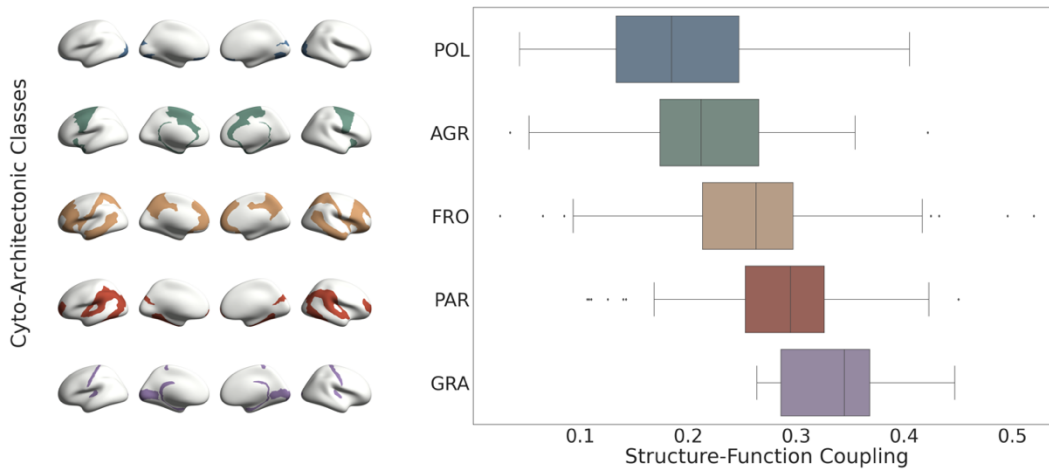 Cyto-Architectonic Classes
POL
AGR
FRO
PAR
GRA
0.1 0.2 0.3 0.4 0.5
Structure-Function Coupling